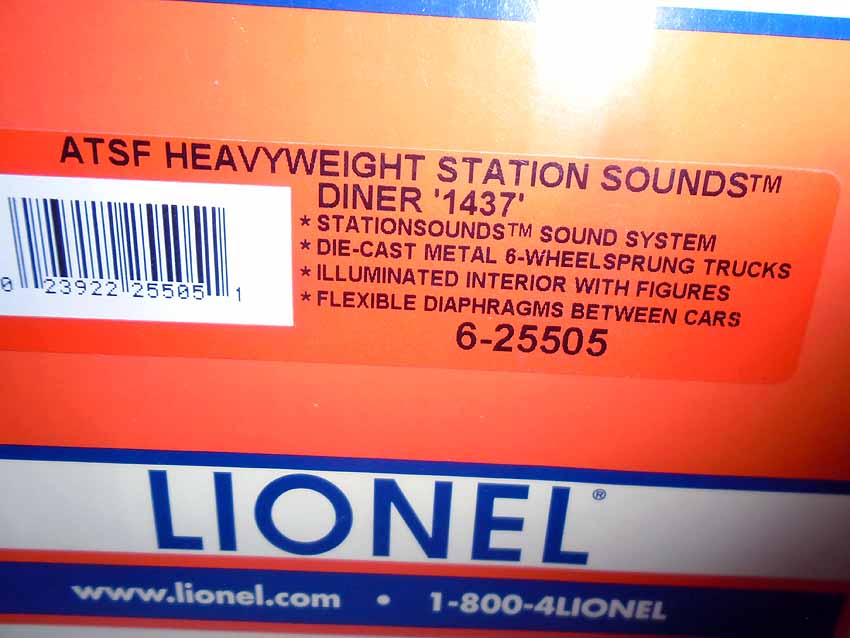 ATSF HEAVYWEIGHT STATION SOUNDS™
DINER '1437'
* STATIONSOUNDS™ SOUND SYSTEM
* DIE-CAST METAL 6-WHEELSPRUNG TRUCKS
* ILLUMINATED INTERIOR WITH FIGURES
* FLEXIBLE DIAPHRAGMS BETWEEN CARS
6-25505
0 23922 25505 1
LIONEL®
www.lionel.com • 1-800-4LIONEL